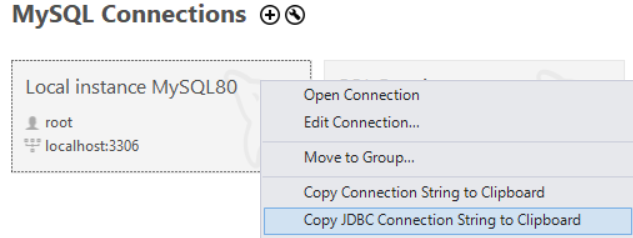 MySQL Connections
Local instance MySQL80
root
localhost:3306
Open Connection
Edit Connection...
Move to Group...
Copy Connection String to Clipboard
Copy JDBC Connection String to Clipboard